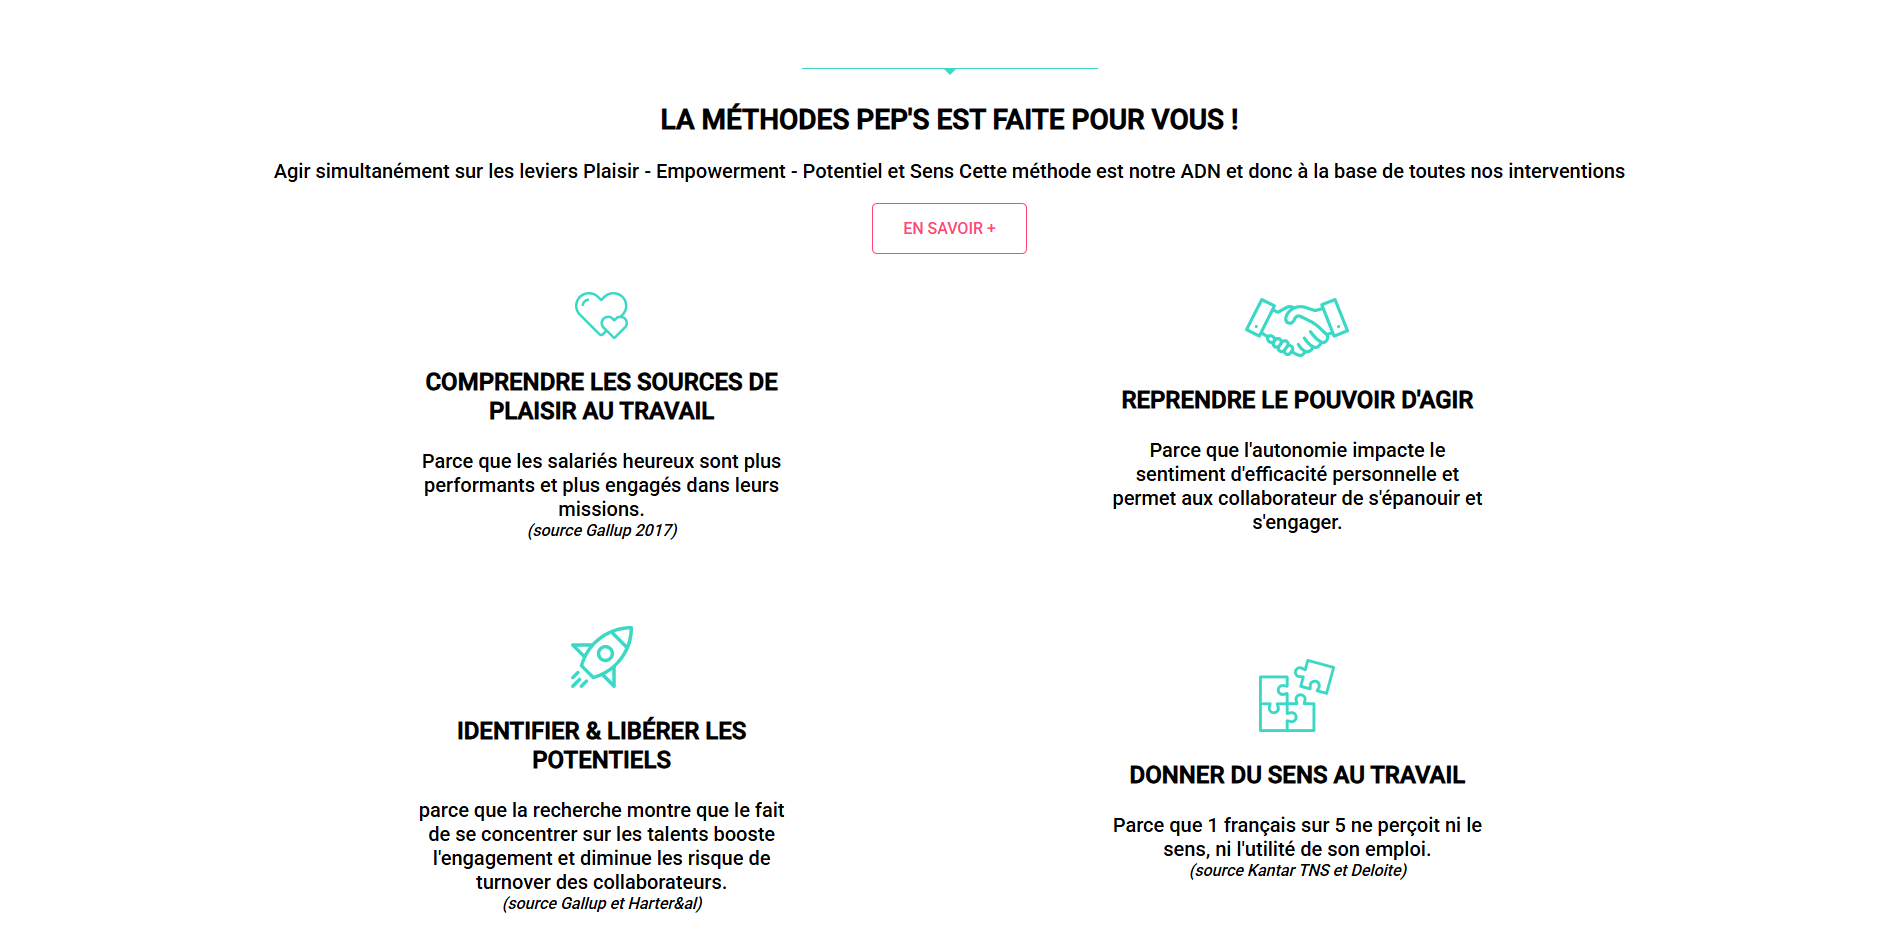 LA MÉTHODES PEP'S EST FAITE POUR VOUS !
Agir simultanément sur les leviers Plaisir - Empowerment - Potentiel et Sens Cette méthode est notre ADN et donc à la base de toutes nos interventions
EN SAVOIR +
COMPRENDRE LES SOURCES DE
PLAISIR AU TRAVAIL
Parce que les salariés heureux sont plus
performants et plus engagés dans leurs
missions.
(source Gallup 2017)
REPRENDRE LE POUVOIR D'AGIR
Parce que l'autonomie impacte le
sentiment d'efficacité personnelle et
permet aux collaborateur de s'épanouir et
s'engager.
IDENTIFIER & LIBÉRER LES
POTENTIELS
parce que la recherche montre que le fait
de se concentrer sur les talents booste
l'engagement et diminue les risque de
turnover des collaborateurs.
(source Gallup et Harter&al)
DONNER DU SENS AU TRAVAIL
Parce que 1 français sur 5 ne perçoit ni le
sens, ni l'utilité de son emploi.
(source Kantar TNS et Deloite)